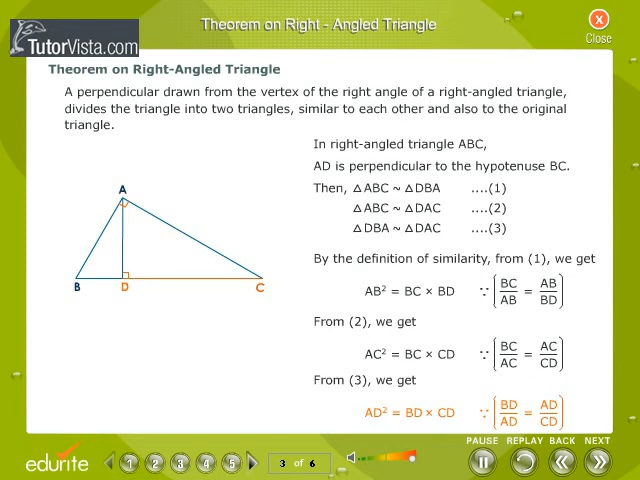 Theorem on Right - Angled Triangle
Close
TutorVista.com
Theorem on Right-Angled Triangle
A perpendicular drawn from the vertex of the right angle of a right-angled triangle,
divides the triangle into two triangles, similar to each other and also to the original
triangle.
In right-angled triangle ABC,
AD is perpendicular to the hypotenuse BC.
Then, △ABC ~ △DBA ....(1)
△ABC ~ △DAC ....(2)
△DBA ~ △DAC ....(3)
A
B D C
By the definition of similarity, from (1), we get
AB² = BC × BD ∵ (BC/AB = AB/BD)
From (2), we get
AC² = BC × CD ∵ (BC/AC = AC/CD)
From (3), we get
AD² = BD × CD ∵ (BD/AD = AD/CD)
PAUSE REPLAY BACK NEXT
edurite 1 2 3 4 5 3 of 6